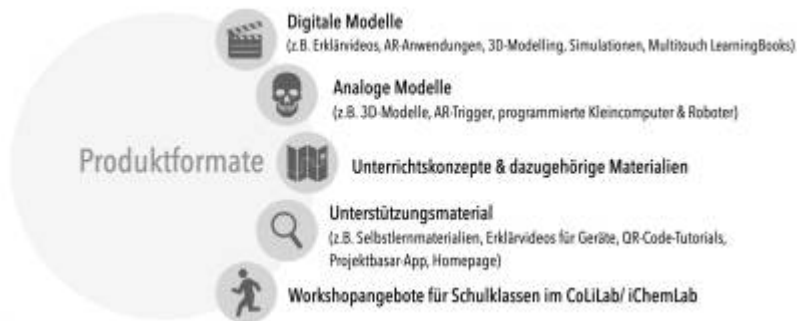 Digitale Modelle
(z.B. Erklärvideos, AR-Anwendungen, 3D-Modelling, Simulationen, Multitouch LearningBooks)
Analoge Modelle
(z.B. 3D-Modelle, AR-Trigger, programmierte Kleincomputer & Roboter)
Produktformate
Unterrichtskonzepte & dazugehörige Materialien
Unterstützungsmaterial
(z.B. Selbstlernmaterialien, Erklärvideos für Geräte, QR-Code-Tutorials,
Projektbasar-App, Homepage)
Workshopangebote für Schulklassen im CoLiLab/ iChemLab